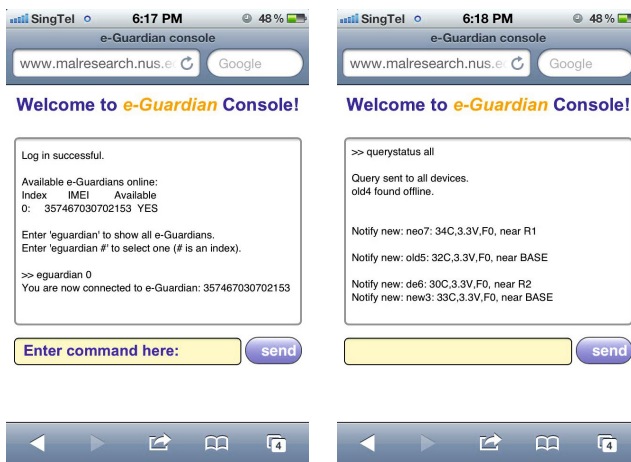 SingTel 6:17 PM 48%
e-Guardian console
www.malresearch.nus.e Google
Welcome to e-Guardian Console!
Log in successful.
Available e-Guardians online:
Index IMEI Available
0: 357467030702153 YES
Enter 'eguardian' to show all e-Guardians.
Enter 'eguardian #' to select one (# is an index).
>> eguardian 0
You are now connected to e-Guardian: 357467030702153
Enter command here: send
4
SingTel 6:18 PM 48%
e-Guardian console
www.malresearch.nus.e Google
Welcome to e-Guardian Console!
>> querystatus all
Query sent to all devices.
old4 found offline.
Notify new: neo7: 34C,3.3V,F0, near R1
Notify new: old5: 32C,3.3V,F0, near BASE
Notify new: de6: 30C,3.3V,F0, near R2
Notify new: new3: 33C,3.3V,F0, near BASE
send
4